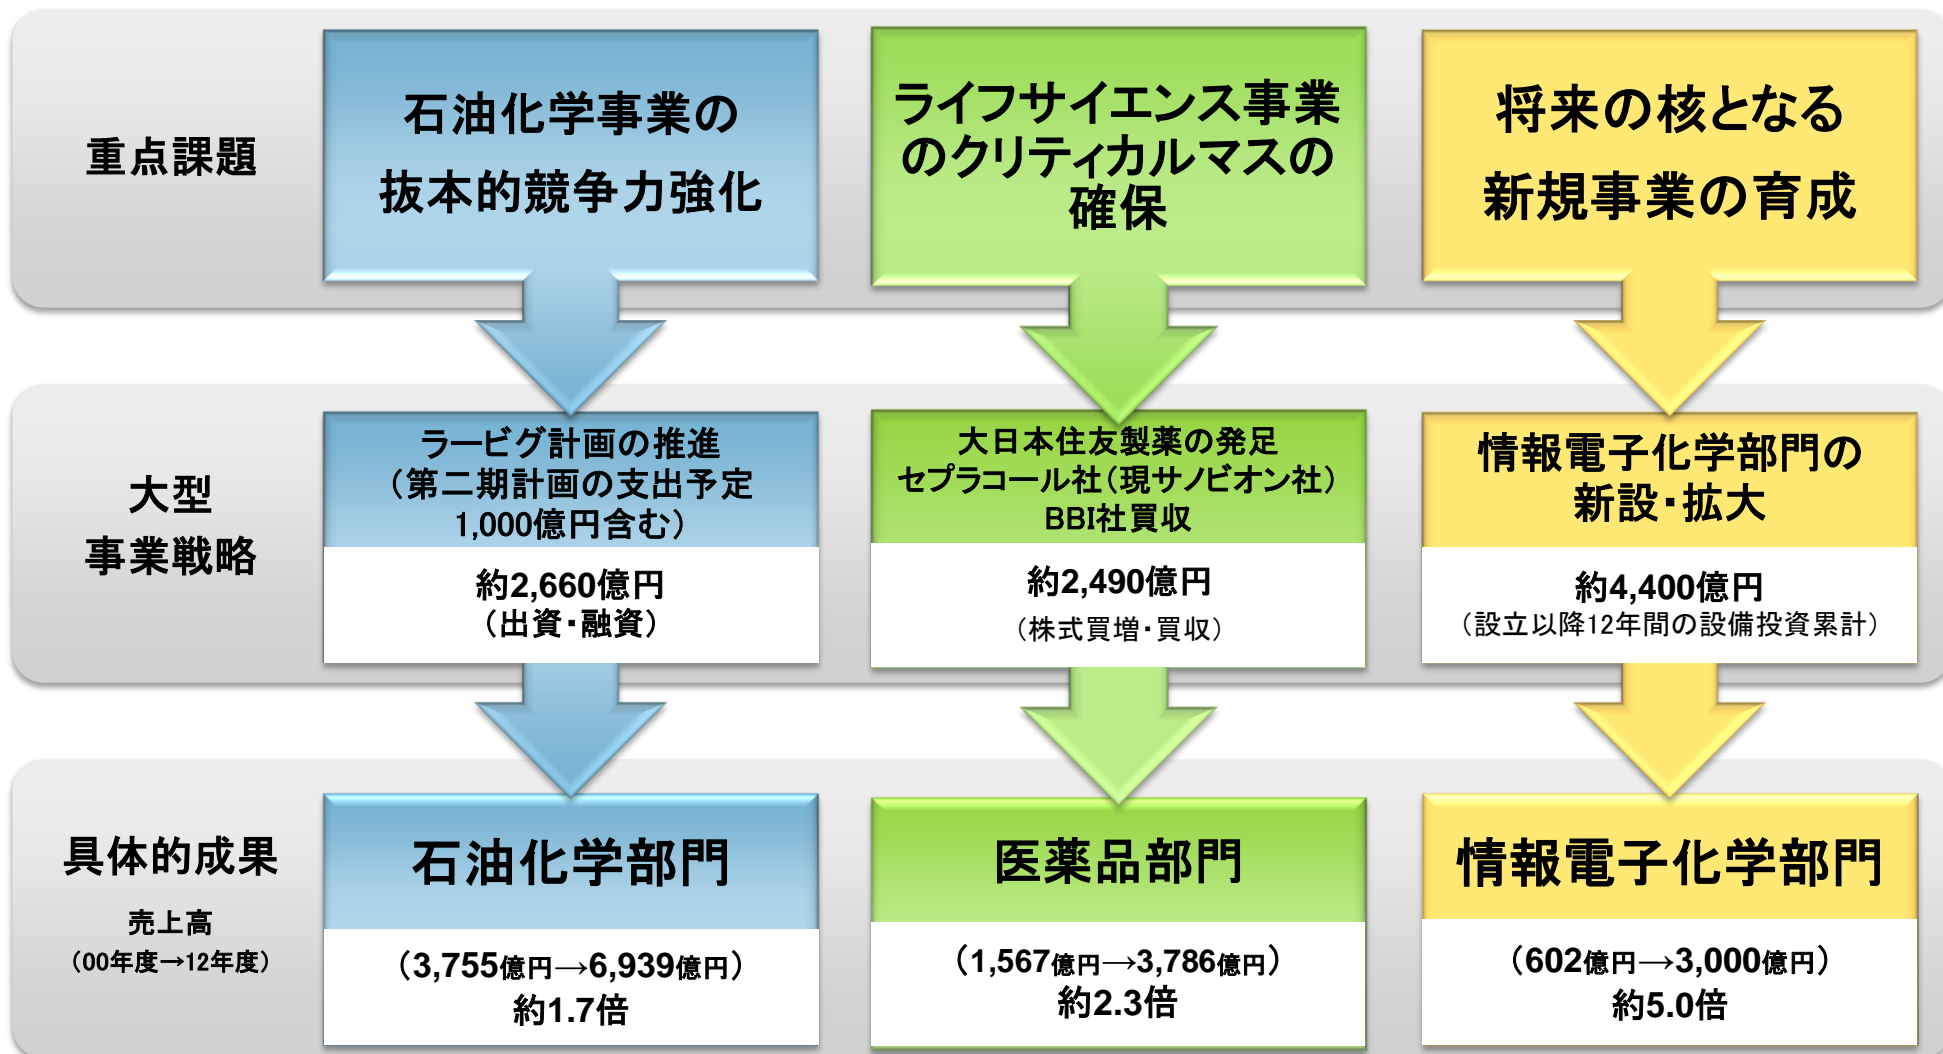 重点課題
石油化学事業の
抜本的競争力強化
ライフサイエンス事業
のクリティカルマスの
確保
将来の核となる
新規事業の育成
大型
事業戦略
ラービグ計画の推進
（第二期計画の支出予定
1,000億円含む）
約2,660億円
（出資・融資）
大日本住友製薬の発足
セプラコール社（現サノビオン社）
BBI社買収
約2,490億円
（株式買増・買収）
情報電子化学部門の
新設・拡大
約4,400億円
（設立以降12年間の設備投資累計）
具体的成果
売上高
（00年度→12年度）
石油化学部門
（3,755億円→6,939億円）
約1.7倍
医薬品部門
（1,567億円→3,786億円）
約2.3倍
情報電子化学部門
（602億円→3,000億円）
約5.0倍